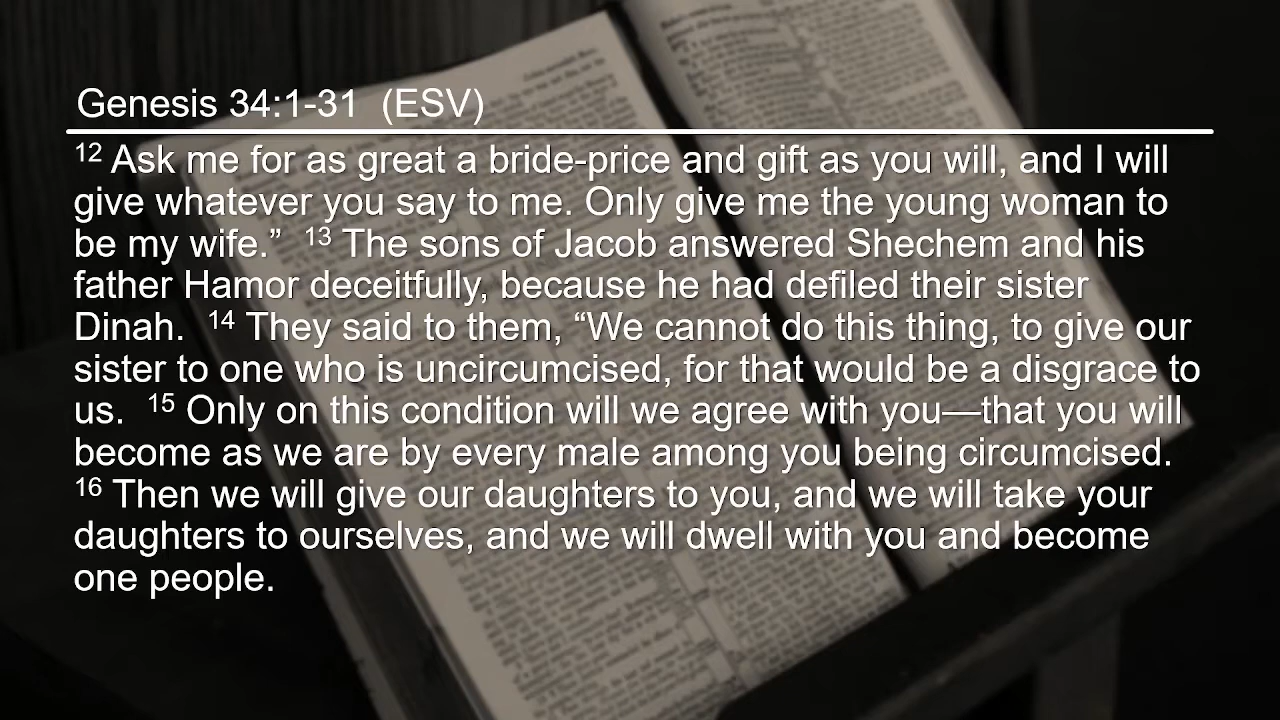 Genesis 34:1-31  (ESV)
12 Ask me for as great a bride-price and gift as you will, and I will
give whatever you say to me. Only give me the young woman to
be my wife.”  13 The sons of Jacob answered Shechem and his
father Hamor deceitfully, because he had defiled their sister
Dinah.  14 They said to them, “We cannot do this thing, to give our
sister to one who is uncircumcised, for that would be a disgrace to
us.  15 Only on this condition will we agree with you—that you will
become as we are by every male among you being circumcised.
16 Then we will give our daughters to you, and we will take your
daughters to ourselves, and we will dwell with you and become
one people.